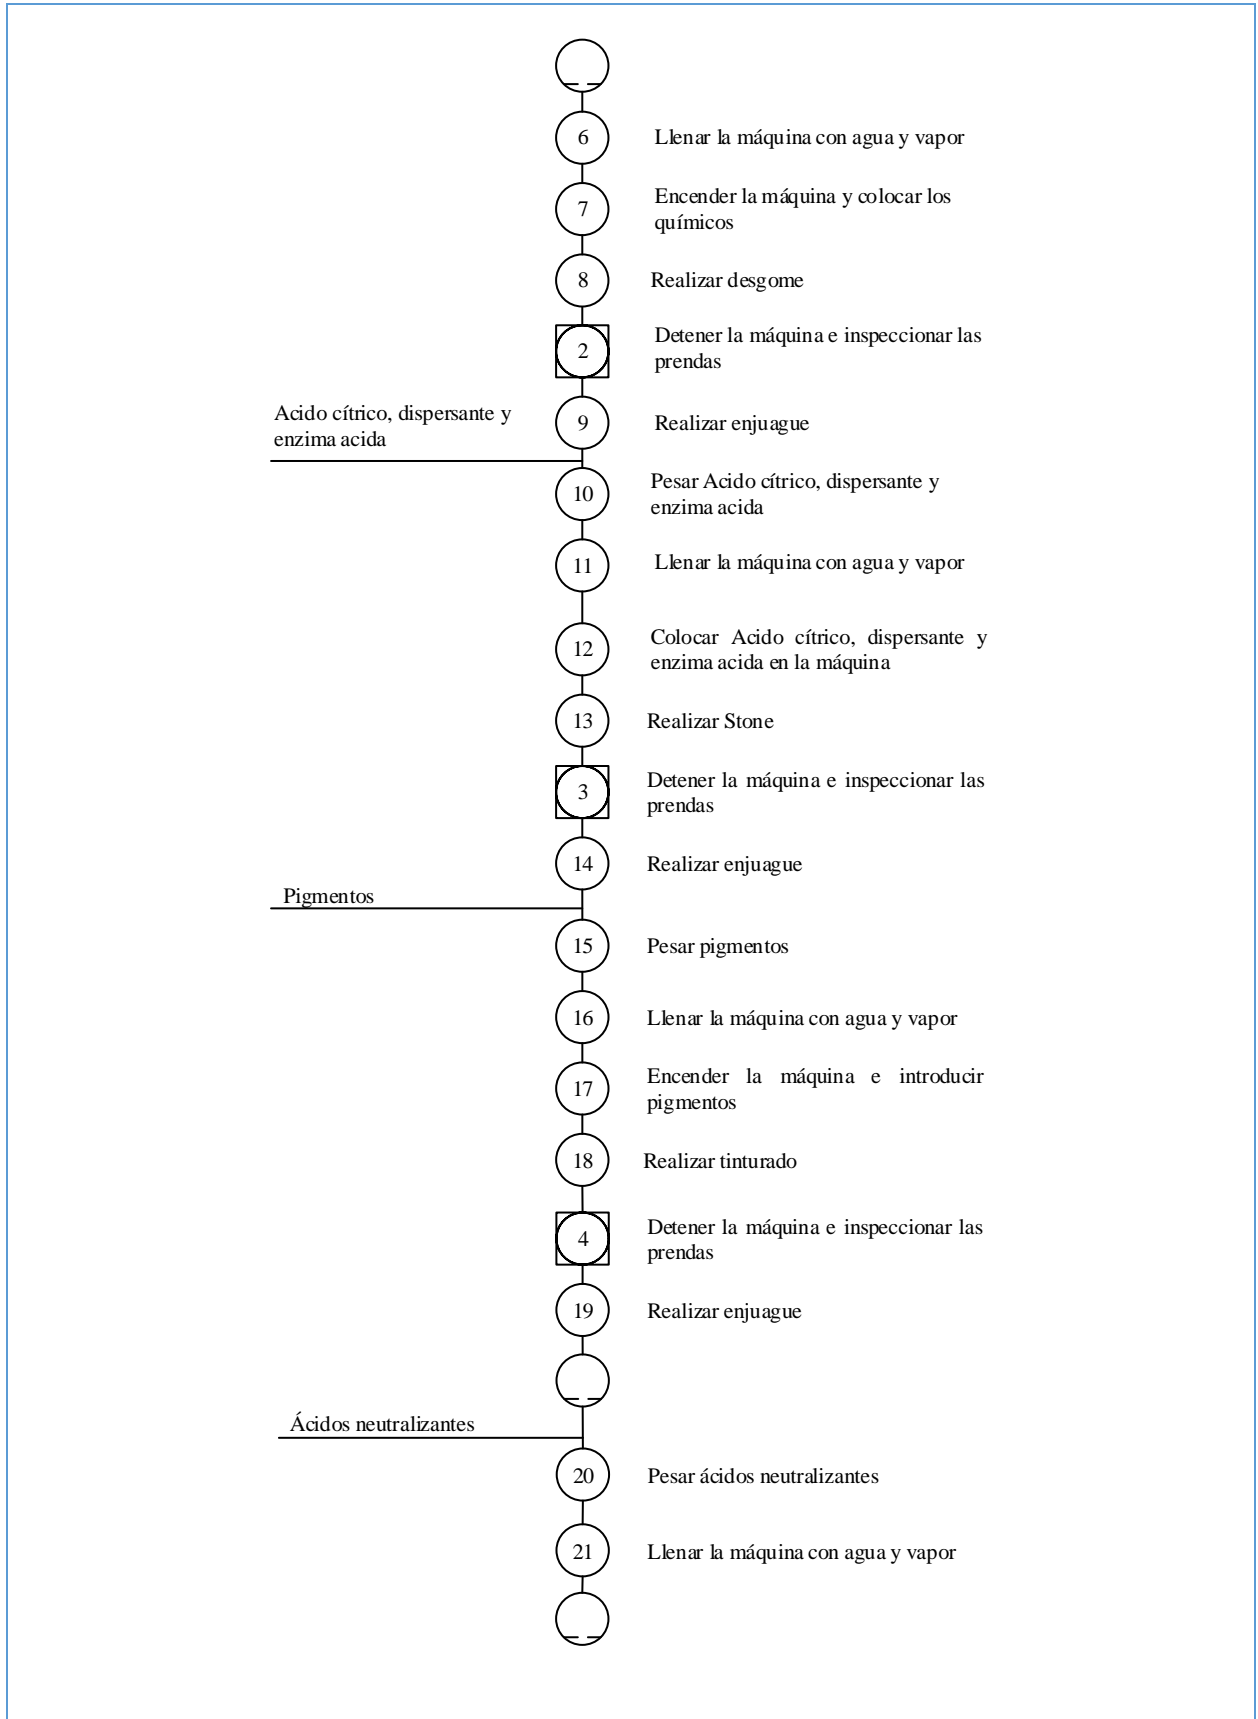 6
Llenar la máquina con agua y vapor
7
Encender la máquina y colocar los
químicos
8
Realizar desgome
2
Detener la máquina e inspeccionar las
prendas
Acido cítrico, dispersante y
enzima acida
9
Realizar enjuague
10
Pesar Acido cítrico, dispersante y
enzima acida
11
Llenar la máquina con agua y vapor
12
Colocar Acido cítrico, dispersante y
enzima acida en la máquina
13
Realizar Stone
3
Detener la máquina e inspeccionar las
prendas
14
Realizar enjuague
Pigmentos
15
Pesar pigmentos
16
Llenar la máquina con agua y vapor
17
Encender la máquina e introducir
pigmentos
18
Realizar tinturado
4
Detener la máquina e inspeccionar las
prendas
19
Realizar enjuague
Ácidos neutralizantes
20
Pesar ácidos neutralizantes
21
Llenar la máquina con agua y vapor